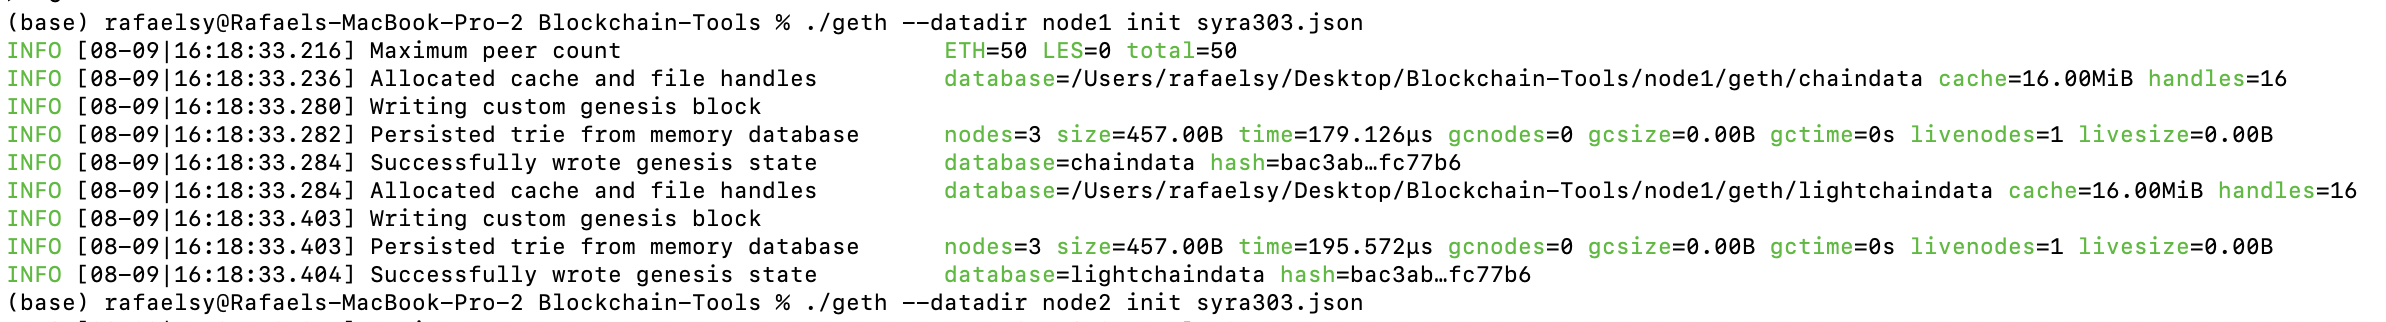 (base) rafaelsy@Rafaels-MacBook-Pro-2 Blockchain-Tools % ./geth --datadir node1 init syra303.json
INFO [08-09|16:18:33.216] Maximum peer count                       ETH=50 LES=0 total=50
INFO [08-09|16:18:33.236] Allocated cache and file handles         database=/Users/rafaelsy/Desktop/Blockchain-Tools/node1/geth/chaindata cache=16.00MiB handles=16
INFO [08-09|16:18:33.280] Writing custom genesis block
INFO [08-09|16:18:33.282] Persisted trie from memory database      nodes=3 size=457.00B time=179.126µs gcnodes=0 gcsize=0.00B gctime=0s livenodes=1 livesize=0.00B
INFO [08-09|16:18:33.284] Successfully wrote genesis state         database=chaindata hash=bac3ab…fc77b6
INFO [08-09|16:18:33.284] Allocated cache and file handles         database=/Users/rafaelsy/Desktop/Blockchain-Tools/node1/geth/lightchaindata cache=16.00MiB handles=16
INFO [08-09|16:18:33.403] Writing custom genesis block
INFO [08-09|16:18:33.403] Persisted trie from memory database      nodes=3 size=457.00B time=195.572µs gcnodes=0 gcsize=0.00B gctime=0s livenodes=1 livesize=0.00B
INFO [08-09|16:18:33.404] Successfully wrote genesis state         database=lightchaindata hash=bac3ab…fc77b6
(base) rafaelsy@Rafaels-MacBook-Pro-2 Blockchain-Tools % ./geth --datadir node2 init syra303.json